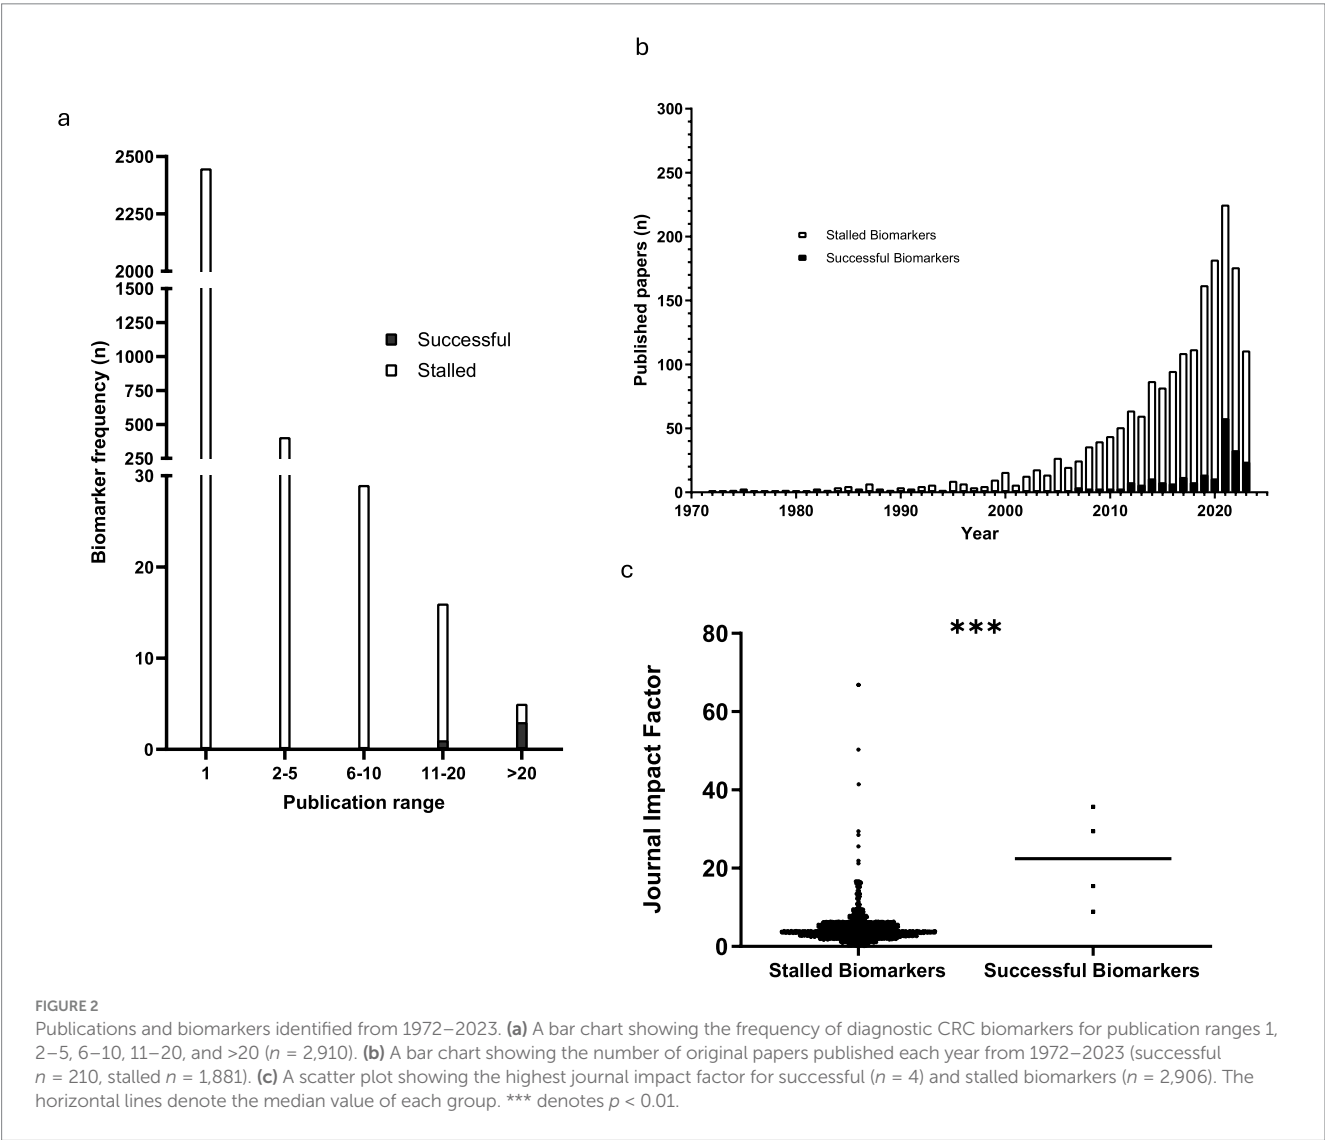 a
2500
2250
2000
1500
1250
1000
750
500
250
30
20
10
0
Biomarker frequency (n)
Successful
Stalled
1 2-5 6-10 11-20 >20
Publication range
b
300
250
200
150
100
50
0
Published papers (n)
Stalled Biomarkers
Successful Biomarkers
1970 1980 1990 2000 2010 2020
Year
c
80
60
40
20
0
Journal Impact Factor
***
Stalled Biomarkers Successful Biomarkers
FIGURE 2
Publications and biomarkers identified from 1972–2023. (a) A bar chart showing the frequency of diagnostic CRC biomarkers for publication ranges 1,
2–5, 6–10, 11–20, and >20 (n = 2,910). (b) A bar chart showing the number of original papers published each year from 1972–2023 (successful
n = 210, stalled n = 1,881). (c) A scatter plot showing the highest journal impact factor for successful (n = 4) and stalled biomarkers (n = 2,906). The
horizontal lines denote the median value of each group. *** denotes p < 0.01.